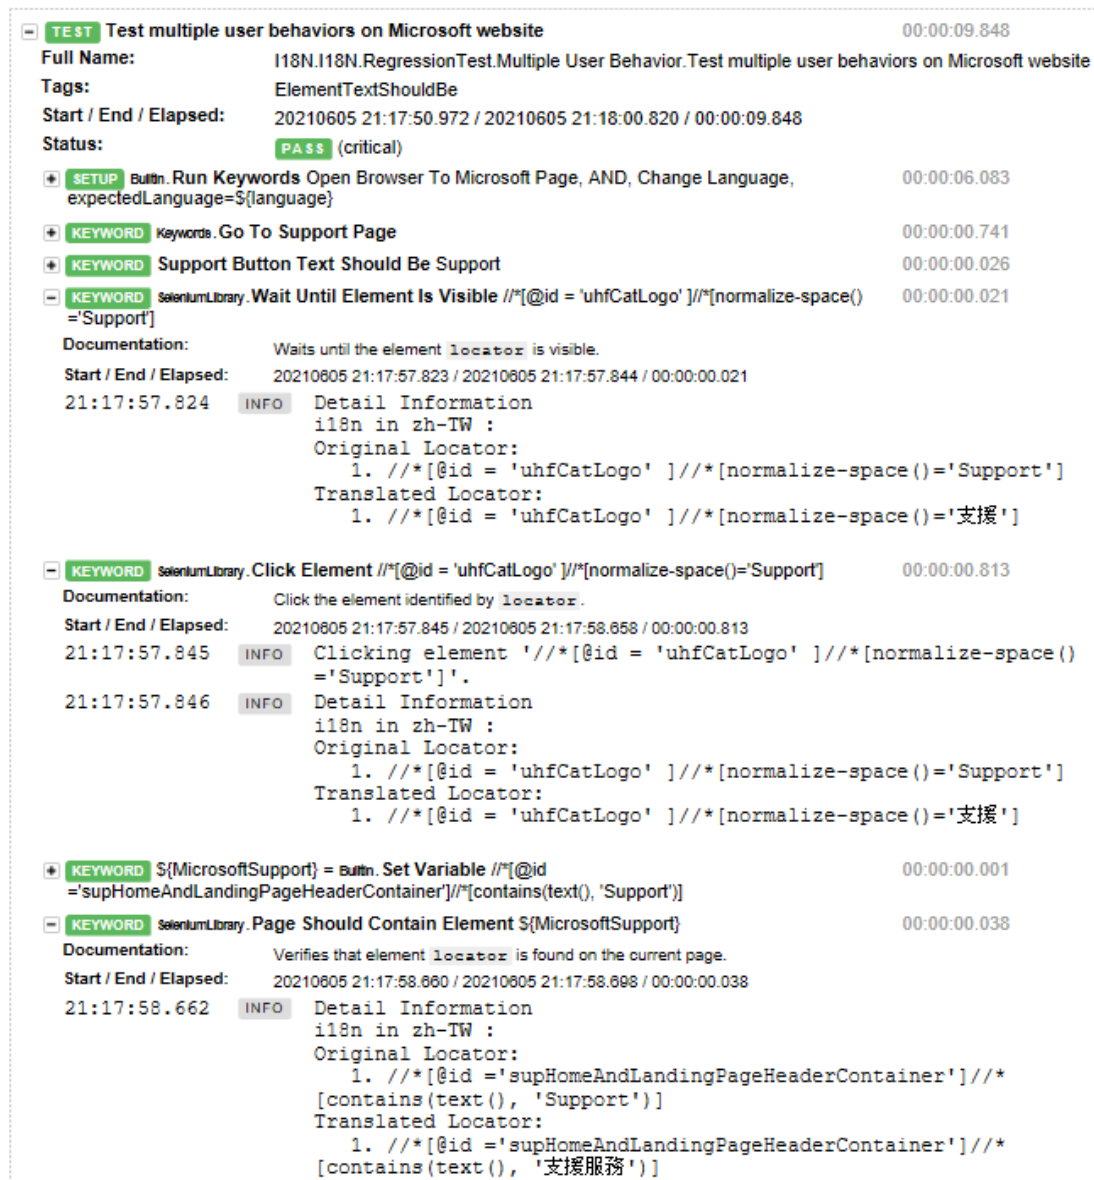 TEST Test multiple user behaviors on Microsoft website 00:00:09.848
Full Name: I18N.I18N.RegressionTest.Multiple User Behavior.Test multiple user behaviors on Microsoft website
Tags: ElementTextShouldBe
Start / End / Elapsed: 20210605 21:17:50.972 / 20210605 21:18:00.820 / 00:00:09.848
Status: PASS (critical)
SETUP BuiltIn.Run Keywords Open Browser To Microsoft Page, AND, Change Language, 00:00:06.083
expectedLanguage=${language}
KEYWORD Keywords.Go To Support Page 00:00:00.741
KEYWORD Support Button Text Should Be Support 00:00:00.026
KEYWORD SeleniumLibrary.Wait Until Element Is Visible //*[@id = 'uhfCatLogo' ]//*[normalize-space() 00:00:00.021
='Support']
Documentation: Waits until the element locator is visible.
Start / End / Elapsed: 20210605 21:17:57.823 / 20210605 21:17:57.844 / 00:00:00.021
21:17:57.824 INFO Detail Information
i18n in zh-TW :
Original Locator:
1. //*[@id = 'uhfCatLogo' ]//*[normalize-space()='Support']
Translated Locator:
1. //*[@id = 'uhfCatLogo' ]//*[normalize-space()='支援']
KEYWORD SeleniumLibrary.Click Element //*[@id = 'uhfCatLogo' ]//*[normalize-space()='Support'] 00:00:00.813
Documentation: Click the element identified by locator.
Start / End / Elapsed: 20210605 21:17:57.845 / 20210605 21:17:58.658 / 00:00:00.813
21:17:57.845 INFO Clicking element '//*[@id = 'uhfCatLogo' ]//*[normalize-space()
='Support']'.
21:17:57.846 INFO Detail Information
i18n in zh-TW :
Original Locator:
1. //*[@id = 'uhfCatLogo' ]//*[normalize-space()='Support']
Translated Locator:
1. //*[@id = 'uhfCatLogo' ]//*[normalize-space()='支援']
KEYWORD ${MicrosoftSupport} = BuiltIn.Set Variable //*[@id 00:00:00.001
='supHomeAndLandingPageHeaderContainer']//*[contains(text(), 'Support')]
KEYWORD SeleniumLibrary.Page Should Contain Element ${MicrosoftSupport} 00:00:00.038
Documentation: Verifies that element locator is found on the current page.
Start / End / Elapsed: 20210605 21:17:58.660 / 20210605 21:17:58.698 / 00:00:00.038
21:17:58.662 INFO Detail Information
i18n in zh-TW :
Original Locator:
1. //*[@id ='supHomeAndLandingPageHeaderContainer']//*
[contains(text(), 'Support')]
Translated Locator:
1. //*[@id ='supHomeAndLandingPageHeaderContainer']//*
[contains(text(), '支援服務')]